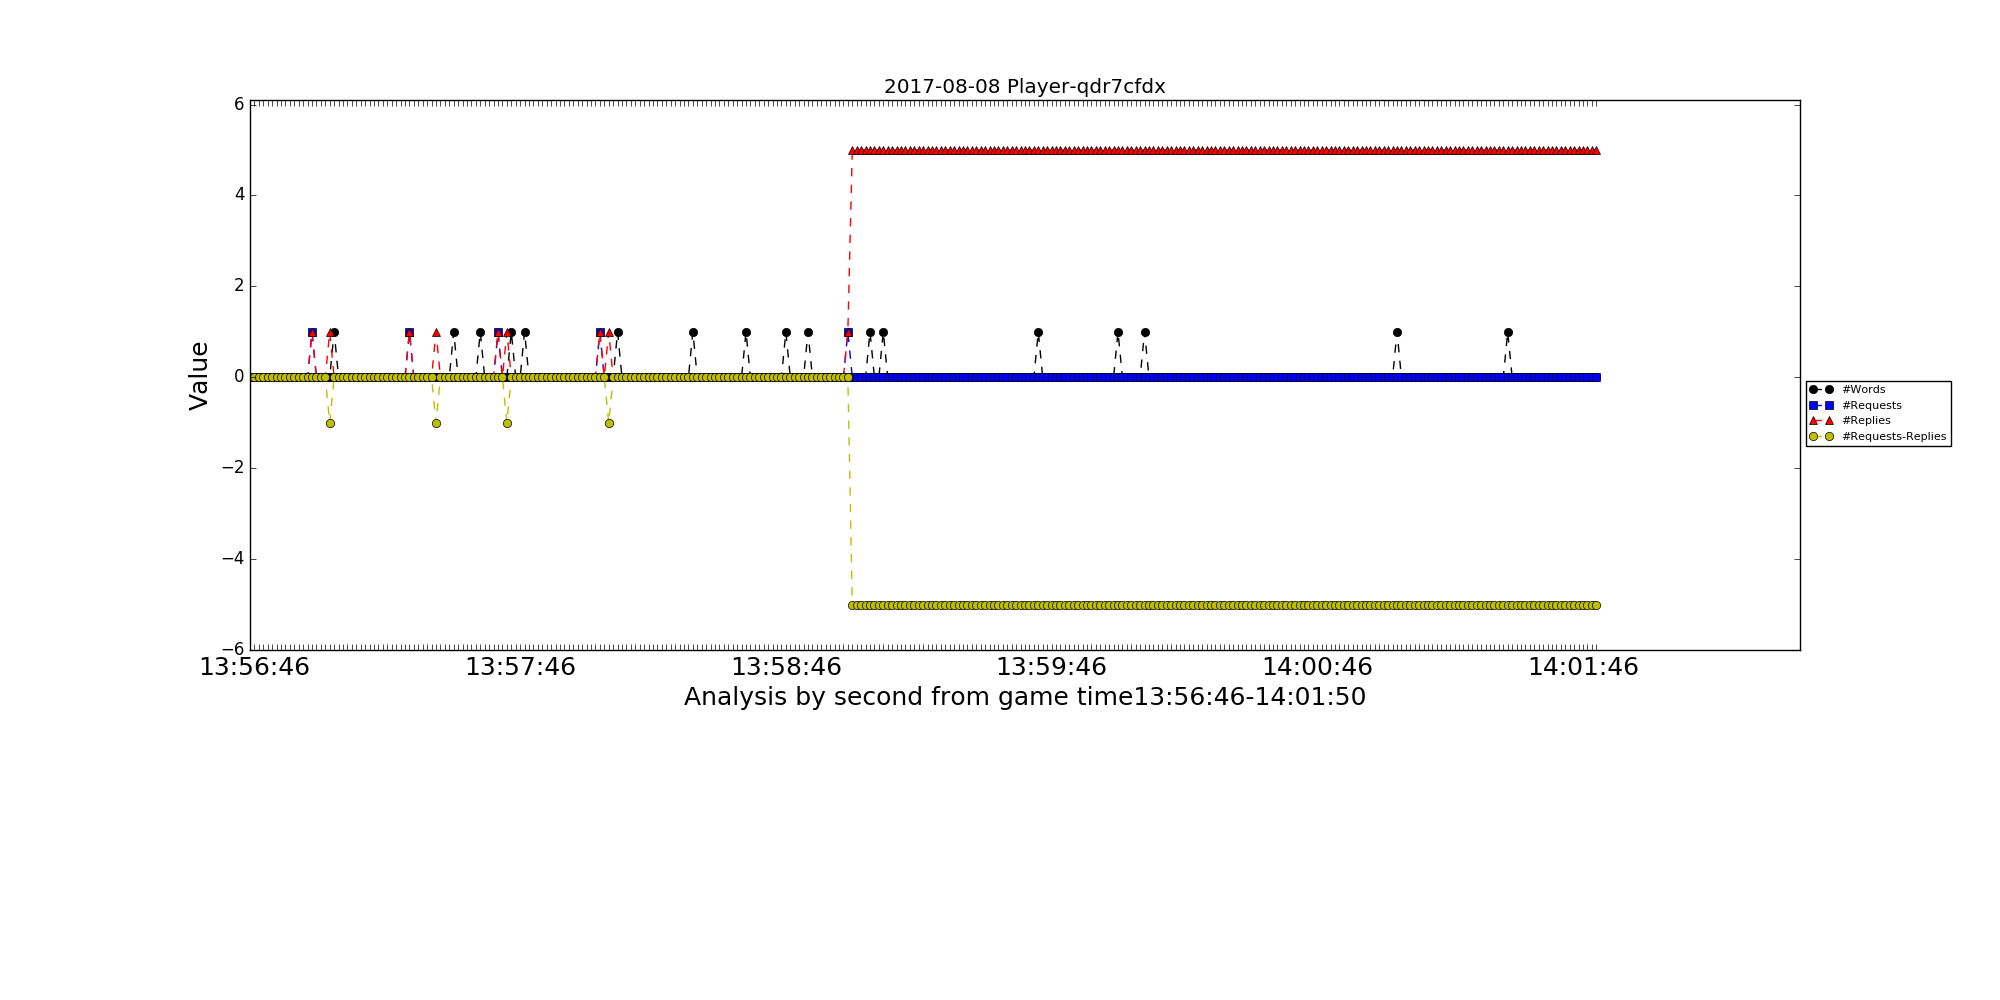 2017-08-08 Player-qdr7cfdx
6
4
2
0
−2
−4
−6
Value
13:56:46 13:57:46 13:58:46 13:59:46 14:00:46 14:01:46
Analysis by second from game time13:56:46-14:01:50
#Words
#Requests
#Replies
#Requests-Replies